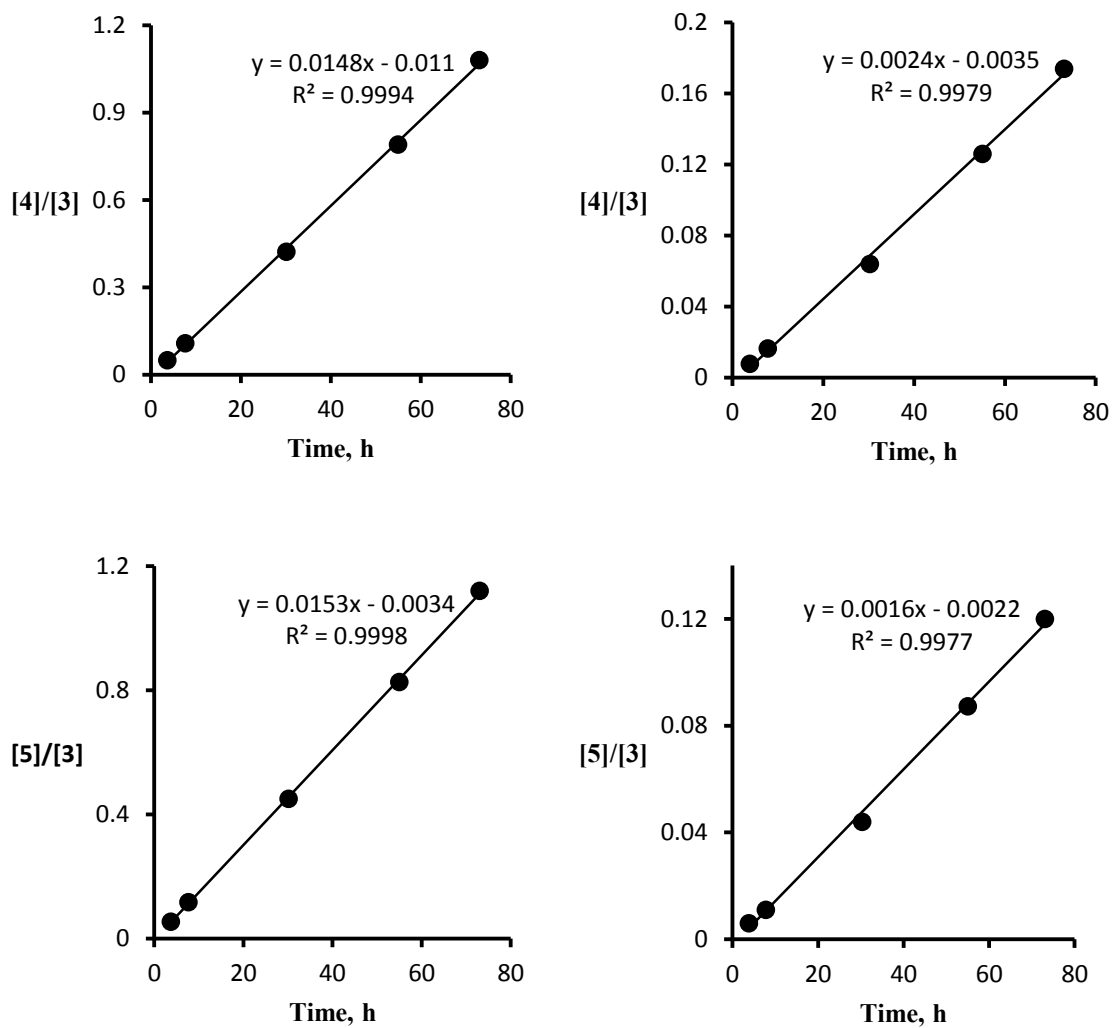 1.2
y = 0.0148x - 0.011
R² = 0.9994
0.9
[4]/[3]
0.6
0.3
0
0 20 40 60 80
Time, h
0.2
y = 0.0024x - 0.0035
R² = 0.9979
0.16
0.12
[4]/[3]
0.08
0.04
0
0 20 40 60 80
Time, h
1.2
y = 0.0153x - 0.0034
R² = 0.9998
0.8
[5]/[3]
0.4
0
0 20 40 60 80
Time, h
y = 0.0016x - 0.0022
0.12
R² = 0.9977
0.08
[5]/[3]
0.04
0
0 20 40 60 80
Time, h